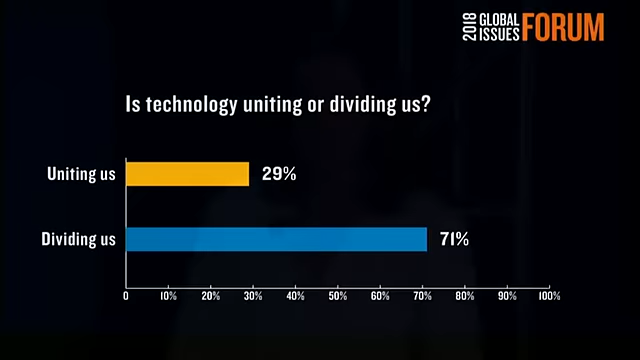 2018 GLOBAL ISSUES FORUM
Is technology uniting or dividing us?
Uniting us 29%
Dividing us 71%
0 10% 20% 30% 40% 50% 60% 70% 80% 90% 100%